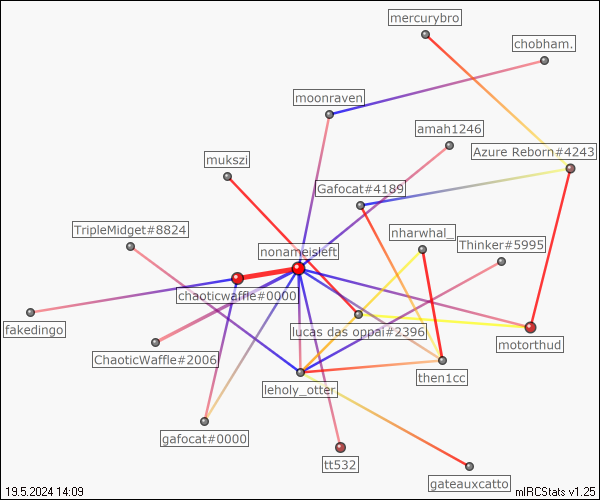 mercurybro
chobham.
moonraven
amah1246
Azure Reborn#4243
mukszi
Gafocat#4189
TripleMidget#8824
nharwhal_
Thinker#5995
nonameisleft
chaoticwaffle#0000
fakedingo
lucas das oppai#2396
motorthud
ChaoticWaffle#2006
then1cc
leholy_otter
gafocat#0000
tt532
gateauxcatto
19.5.2024 14:09
mIRCStats v1.25